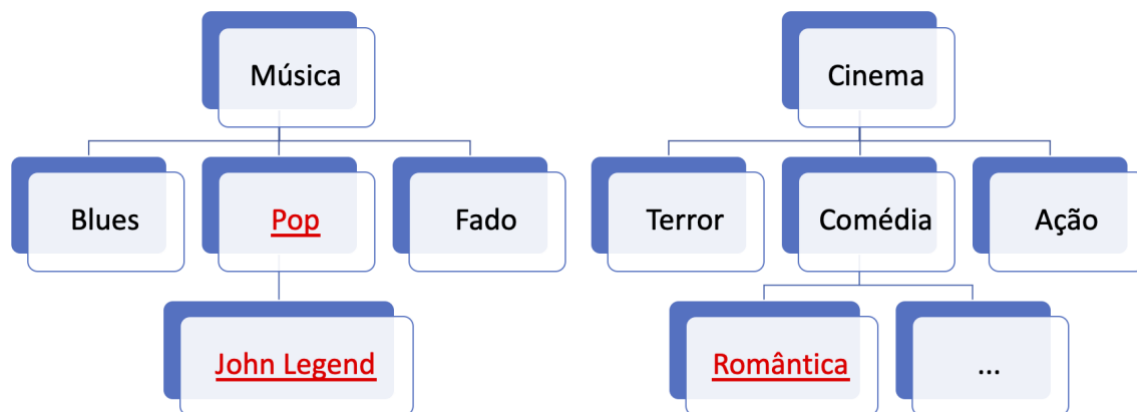 Música
Cinema
Blues
Pop
Fado
Terror
Comédia
Ação
John Legend
Romântica
...